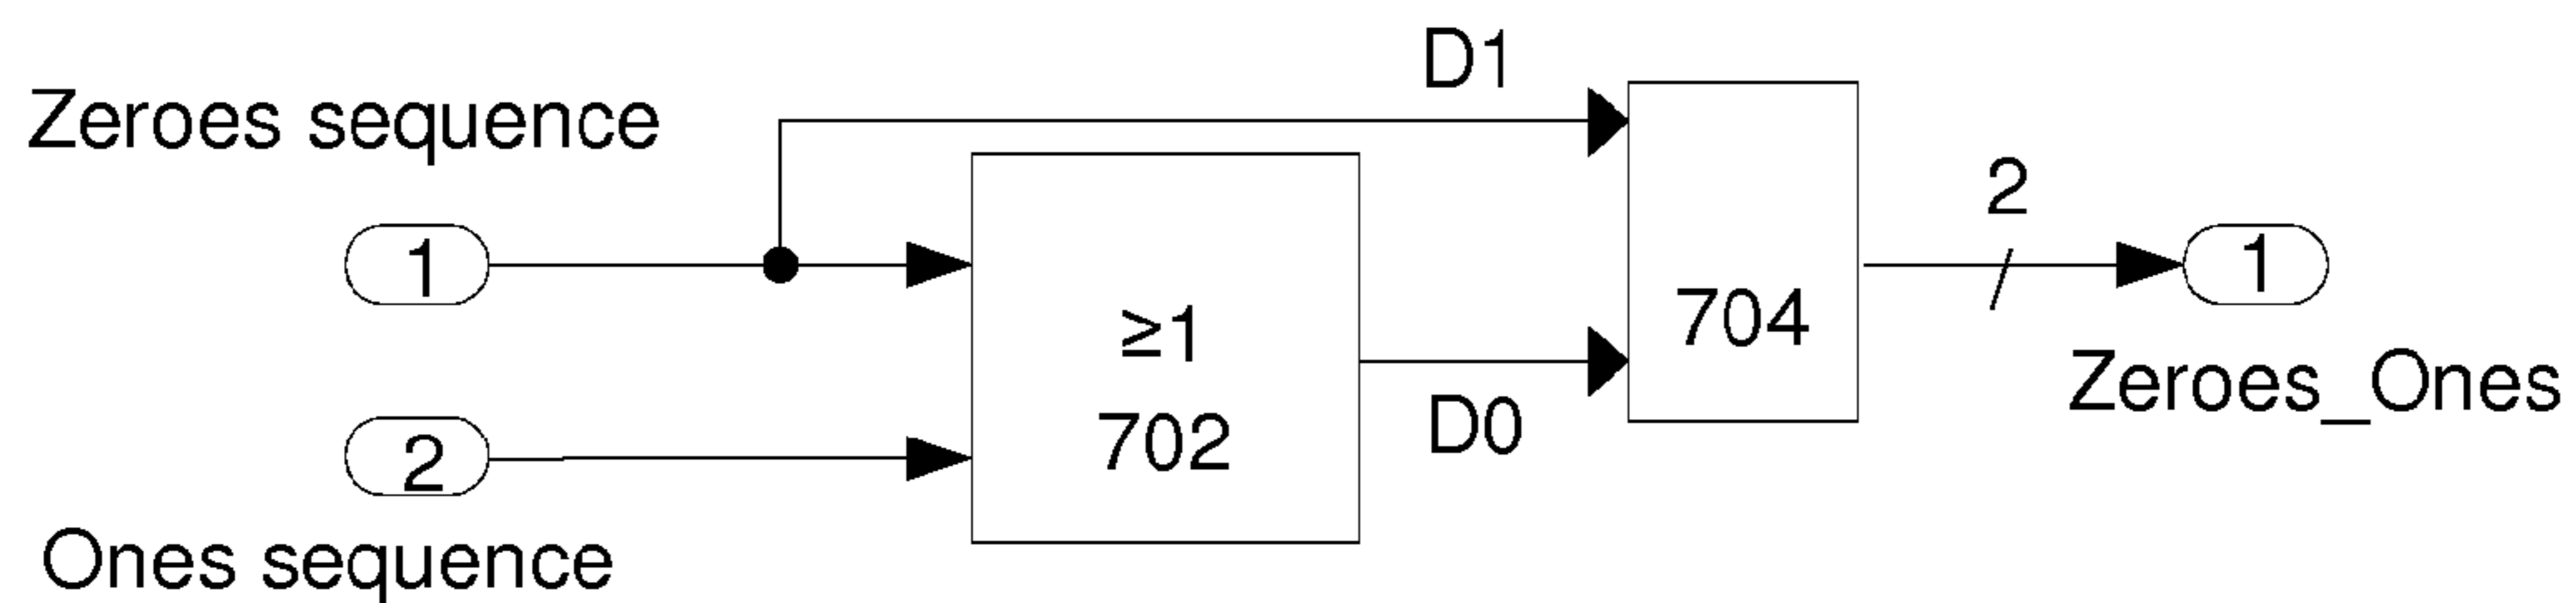 Zeroes sequence
D1
1
2
1
704
≥1
702
D0
Zeroes_Ones
2
Ones sequence